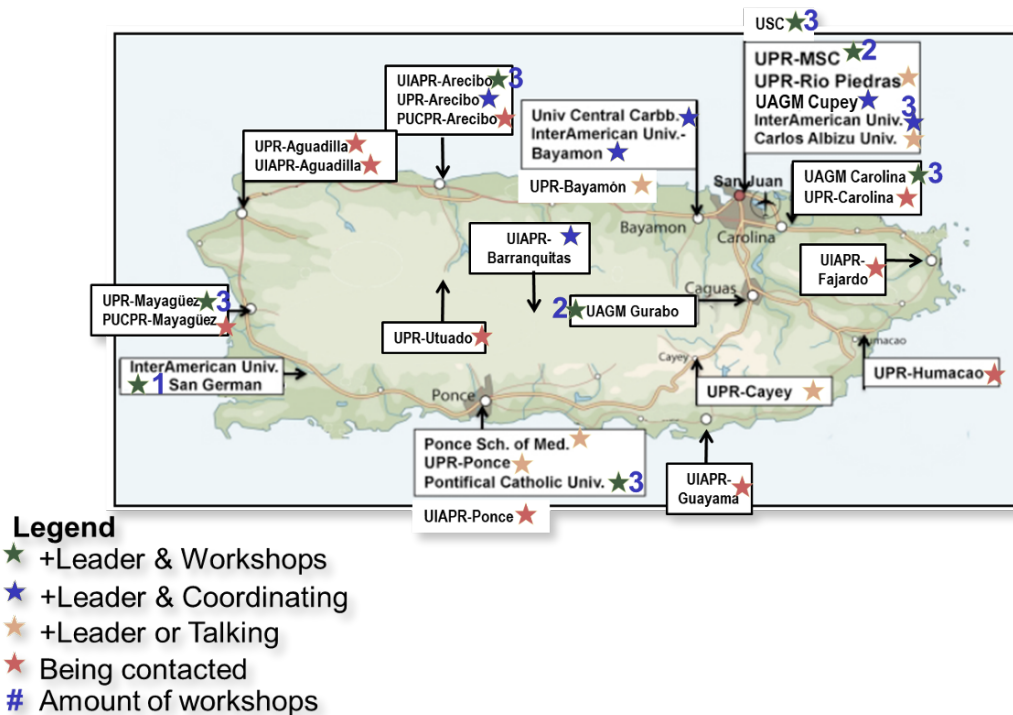 USC 3
UPR-MSC 2
UPR-Rio Piedras
UAGM Cupey
InterAmerican Univ. 3
Carlos Albizu Univ.
UIAPR-Arecibo 3
UPR-Arecibo
PUCPR-Arecibo
Univ Central Carbb.
InterAmerican Univ.-
Bayamon
UPR-Bayamón
UPR-Aguadilla
UIAPR-Aguadilla
UAGM Carolina 3
UPR-Carolina
San Juan
Bayamon
Carolina
UIAPR-
Barranquitas
UIAPR-
Fajardo
UPR-Mayagüez 3
PUCPR-Mayagüez
Caguas
2 UAGM Gurabo
UPR-Utuado
InterAmerican Univ.
1 San German
Cayey
UPR-Cayey
UPR-Humacao
Ponce
Ponce Sch. of Med.
UPR-Ponce
Pontifical Catholic Univ. 3
UIAPR-Ponce
UIAPR-
Guayama
Legend
+Leader & Workshops
+Leader & Coordinating
+Leader or Talking
Being contacted
# Amount of workshops